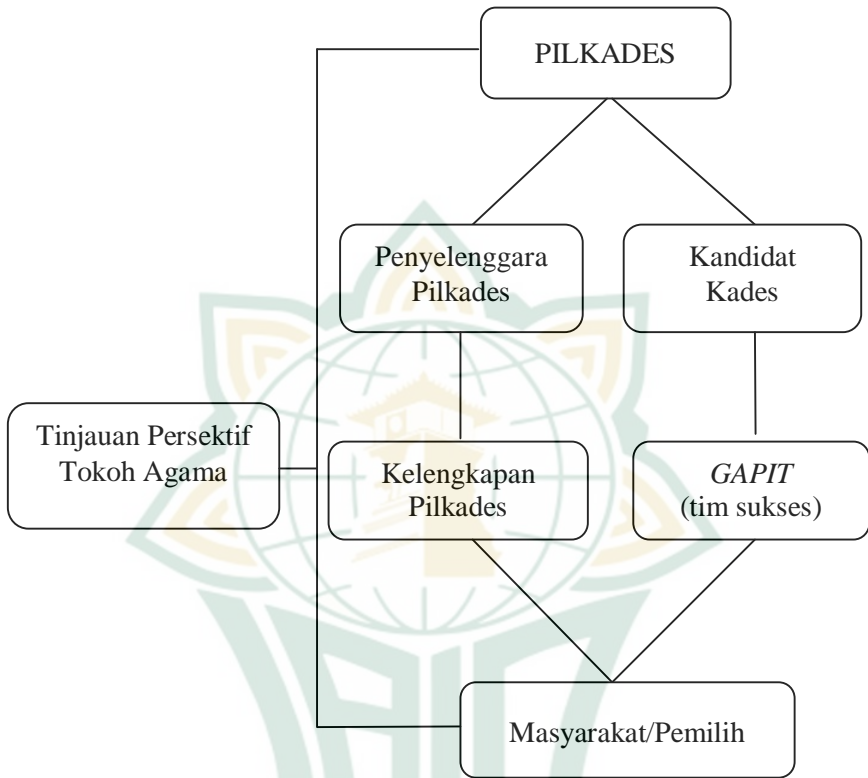 PILKADES
Penyelenggara
Pilkades
Kandidat
Kades
Tinjauan Persektif
Tokoh Agama
Kelengkapan
Pilkades
GAPIT
(tim sukses)
Masyarakat/Pemilih